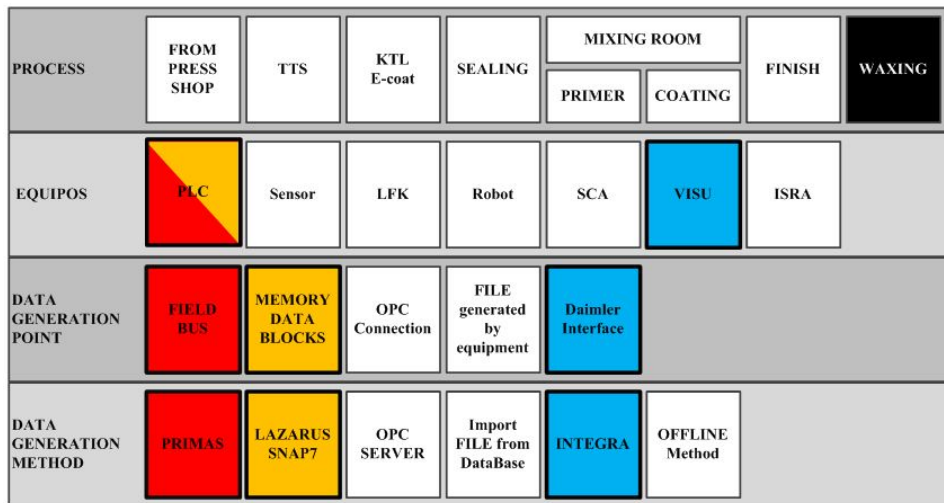 PROCESS
FROM
PRESS
SHOP
TTS
KTL
E-coat
SEALING
MIXING ROOM
PRIMER
COATING
FINISH
WAXING
EQUIPOS
PLC
Sensor
LFK
Robot
SCA
VISU
ISRA
DATA
GENERATION
POINT
FIELD
BUS
MEMORY
DATA
BLOCKS
OPC
Connection
FILE
generated
by
equipment
Daimler
Interface
DATA
GENERATION
METHOD
PRIMAS
LAZARUS
SNAP7
OPC
SERVER
Import
FILE from
DataBase
INTEGRA
OFFLINE
Method